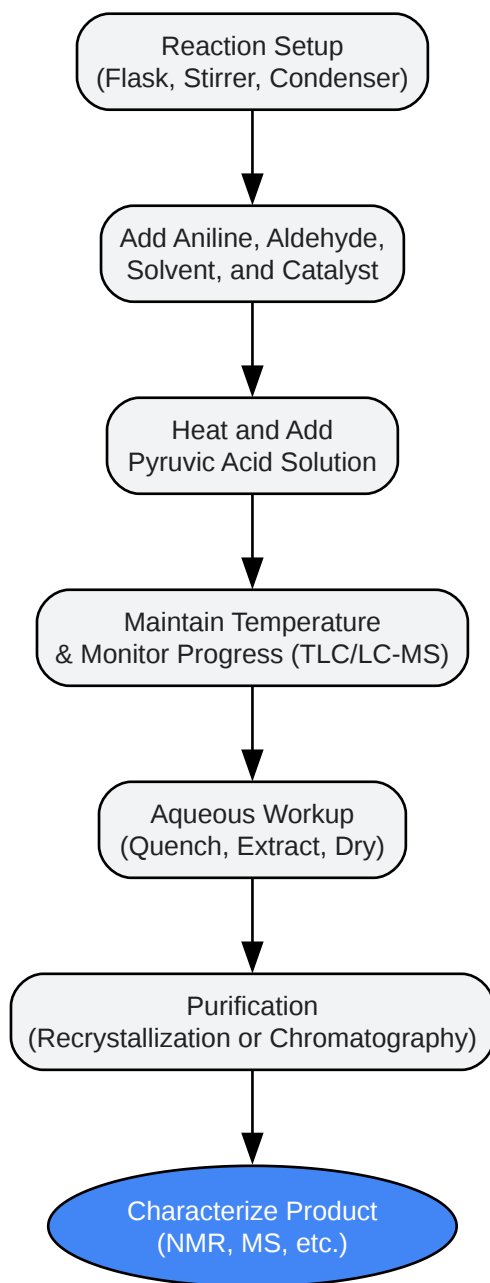 Reaction Setup
(Flask, Stirrer, Condenser)
Add Aniline, Aldehyde,
Solvent, and Catalyst
Heat and Add
Pyruvic Acid Solution
Maintain Temperature
& Monitor Progress (TLC/LC-MS)
Aqueous Workup
(Quench, Extract, Dry)
Purification
(Recrystallization or Chromatography)
Characterize Product
(NMR, MS, etc.)